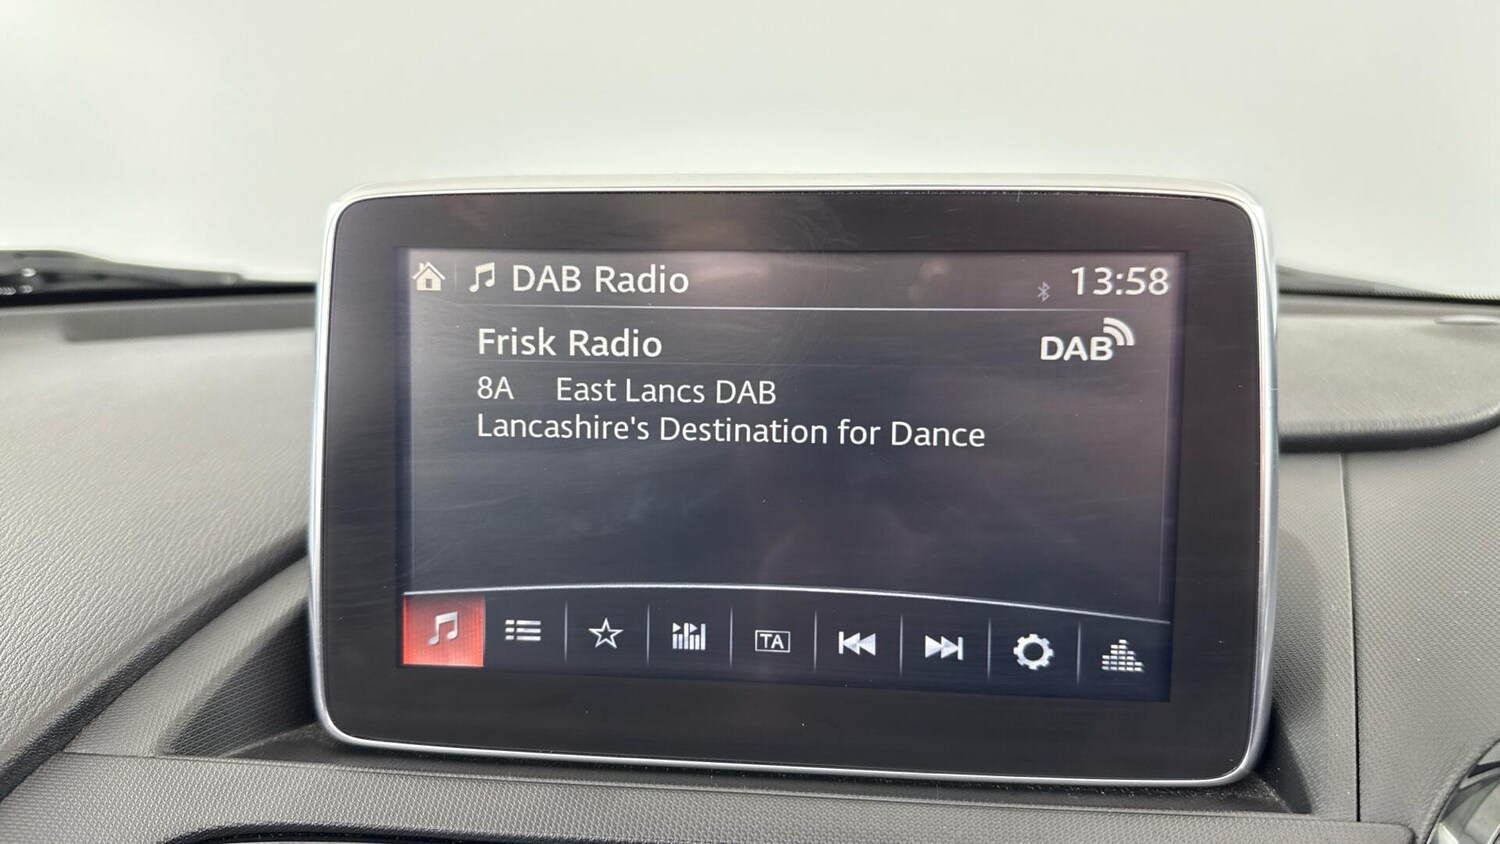 DAB Radio 13:58
Frisk Radio DAB
8A East Lancs DAB
Lancashire's Destination for Dance
TA